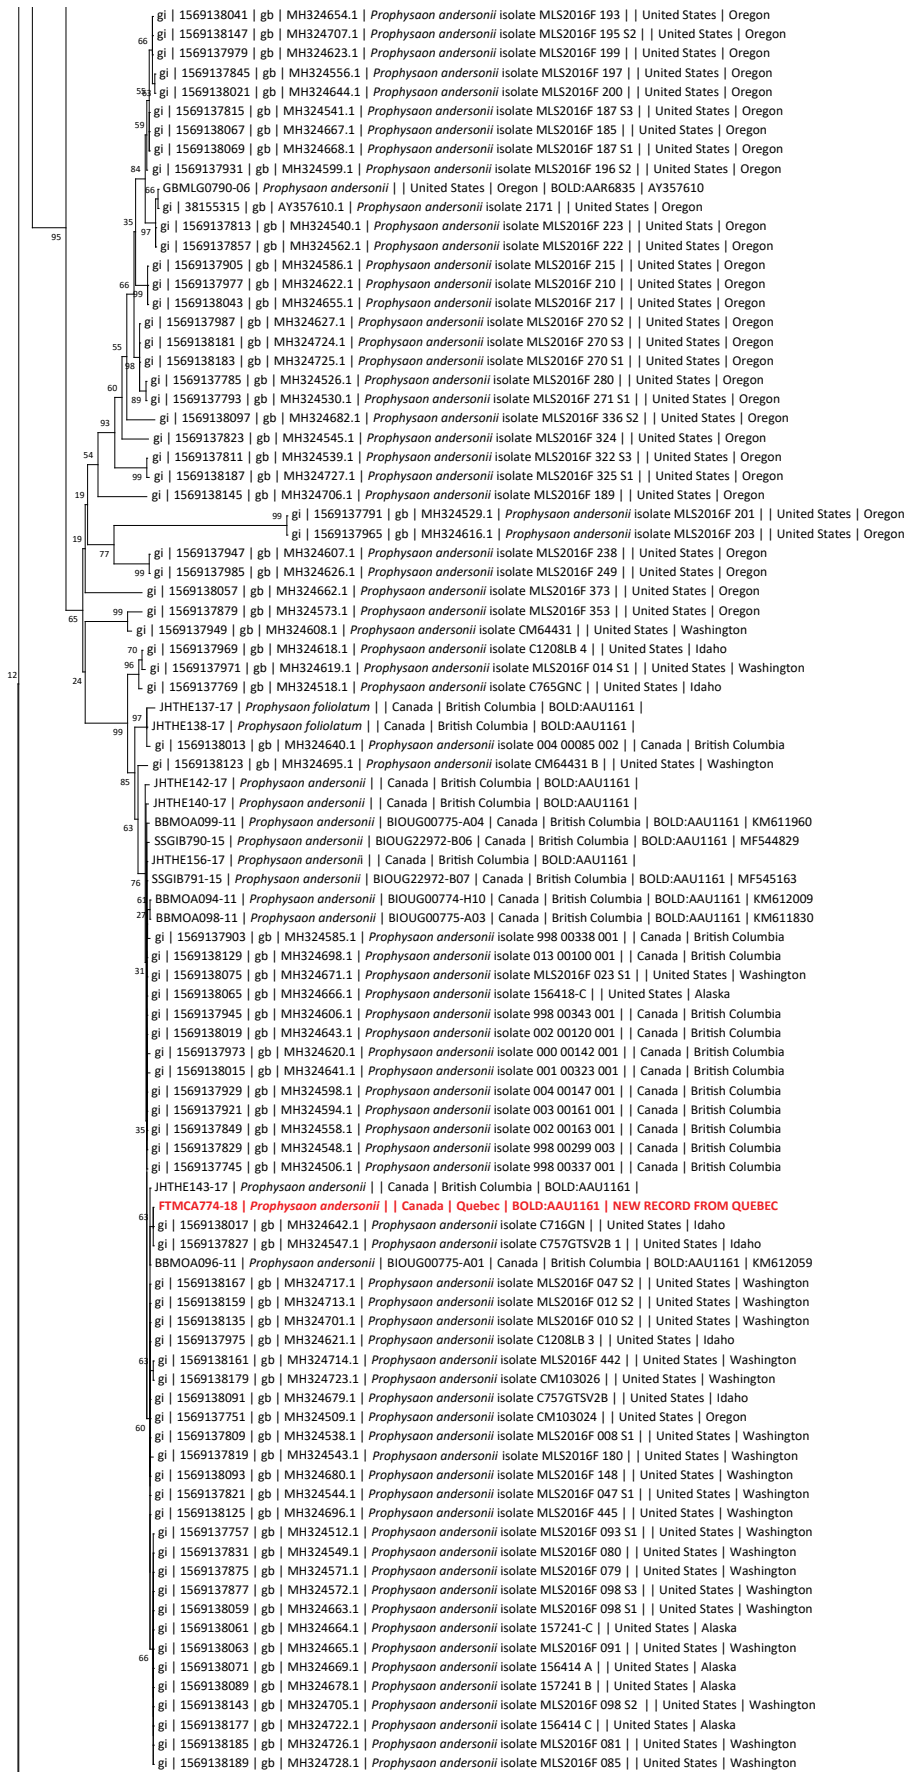 gi | 1569138041 | gb | MH324654.1 | Prophysaon andersonii isolate MLS2016F 193 | | United States | Oregon
gi | 1569138147 | gb | MH324707.1 | Prophysaon andersonii isolate MLS2016F 195 S2 | | United Stats | Oregon
66
gi | 1569137979 | gb | MH324623.1 | Prophysaon andersonii isolate MLS2016F 199 | | United States | Oregon
gi | 1569137845 | gb | MH324556.1 | Prophysaon andersonii isolate MLS2016F 197 | | United States | Oregon
gi | 1569138021 | gb | MH324644.1 | Prophysaon andersonii isolate MLS2016F 200 | | United States | Oregon
gi | 1569137815 | gb | MH324541.1 | Prophysaon andersonii isolate MLS2016F 187 S3 | | United States | Oregon
59
gi | 1569138067 | gb | MH324667.1 | Prophysaon andersonii isolate MLS2016F 185 | | United States | Oregon
gi | 1569138069 | gb | MH324668.1 | Prophysaon andersonii isolate MLS2016F 187 S1 | | United States | Oregon
84
gi | 1569137931 | gb | MH324599.1 | Prophysaon andersonii isolate MLS2016F 196 S2 | | United States | Oregon
66
GBMLG0790-06 | Prophysaon andersonii | | United States | Oregon | BOLD:AAR6835 | AY357610
gi | 38155315 | gb | AY357610.1 | Prophysaon andersonii isolate 2171 | | United States | Oregon
35
gi | 1569137813 | gb | MH324540.1 | Prophysaon andersonii isolate MLS2016F 223 | | United Stats | Oregon
97
95
gi | 1569137857 | gb | MH324562.1 | Prophysaon andersonii isolate MLS2016F 222 | | United States | Oregon
gi | 1569137905 | gb | MH324586.1 | Prophysaon andersonii isolate MLS2016F 215 | | United States | Oregon
66
gi | 1569137977 | gb | MH324622.1 | Prophysaon andersonii isolate MLS2016F 210 | | United States | Oregon
99
gi | 1569138043 | gb | MH324655.1 | Prophysaon andersonii isolate MLS2016F 217 | | United States | Oregon
gi | 1569137987 | gb | MH324627.1 | Prophysaon andersonii isolate MLS2016F 270 S2 | | United States | Oregon
gi | 1569138181 | gb | MH324724.1 | Prophysaon andersonii isolate MLS2016F 270 S3 | | United States | Oregon
55
98
gi | 1569138183 | gb | MH324725.1 | Prophysaon andersonii isolate MLS2016F 270 S1 | | United States | Oregon
gi | 1569137785 | gb | MH324526.1 | Prophysaon andersonii isolate MLS2016F 280 | | United States | Oregon
60
89
gi | 1569137793 | gb | MH324530.1 | Prophysaon andersonii isolate MLS2016F 271 S1 | | United States | Oregon
gi | 1569138097 | gb | MH324682.1 | Prophysaon andersonii isolate MLS2016F 336 S2 | | United States | Oregon
93
gi | 1569137823 | gb | MH324545.1 | Prophysaon andersonii isolate MLS2016F 324 | | United States | Oregon
54
gi | 1569137811 | gb | MH324539.1 | Prophysaon andersonii isolate MLS2016F 322 S3 | | United States | Oregon
99
gi | 1569138187 | gb | MH324727.1 | Prophysaon andersonii isolate MLS2016F 325 S1 | | United States | Oregon
19
gi | 1569138145 | gb | MH324706.1 | Prophysaon andersonii isolate MLS2016F 189 | | United States | Oregon
99
gi | 1569137791 | gb | MH324529.1 | Prophysaon andersonii isolate MLS2016F 201 | | United States | Oregon
gi | 1569137965 | gb | MH324616.1 | Prophysaon andersonii isolate MLS2016F 203 | | United States | Oregon
19
77
gi | 1569137947 | gb | MH324607.1 | Prophysaon andersonii isolate MLS2016F 238 | | United States | Oregon
99
gi | 1569137985 | gb | MH324626.1 | Prophysaon andersonii isolate MLS2016F 249 | | United States | Oregon
gi | 1569138057 | gb | MH324662.1 | Prophysaon andersonii isolate MLS2016F 373 | | United States | Oregon
65
99
gi | 1569137879 | gb | MH324573.1 | Prophysaon andersonii isolate MLS2016F 353 | | United States | Oregon
gi | 1569137949 | gb | MH324608.1 | Prophysaon andersonii isolate CM64431 | | United States | Washington
70
gi | 1569137969 | gb | MH324618.1 | Prophysaon andersonii isolate C1208LB 4 | | United States | Idaho
96
gi | 1569137971 | gb | MH324619.1 | Prophysaon andersonii isolate MLS2016F 014 S1 | | United States | Washington
12
24
gi | 1569137769 | gb | MH324518.1 | Prophysaon andersonii isolate C765GNC | | United States | Idaho
97
JHTHE137-17 | Prophysaon foliolatum | | Canada | British Columbia | BOLD:AAU1161 |
JHTHE138-17 | Prophysaon foliolatum | | Canada | British Columbia | BOLD:AAU1161 |
99
gi | 1569138013 | gb | MH324640.1 | Prophysaon andersonii isolate 004 00085 002 | | Canada | British Columbia
gi | 1569138123 | gb | MH324695.1 | Prophysaon andersonii isolate CM64431 B | | United States | Washington
85
JHTHE142-17 | Prophysaon andersonii | | Canada | British Columbia | BOLD:AAU1161 |
JHTHE140-17 | Prophysaon andersonii | | Canada | British Columbia | BOLD:AAU1161 |
63
BBMOA099-11 | Prophysaon andersonii | BIOUG00775-A04 | Canada | British Columbia | BOLD:AAU1161 | KM611960
SSGIB790-15 | Prophysaon andersonii | BIOUG22972-B06 | Canada | British Columbia | BOLD:AAU1161 | MF544829
JHTHE156-17 | Prophysaon andersonii | | Canada | British Columbia | BOLD:AAU1161 |
76
SSGIB791-15 | Prophysaon andersonii | BIOUG22972-B07 | Canada | British Columbia | BOLD:AAU1161 | MF545163
61
BBMOA094-11 | Prophysaon andersonii | BIOUG00774-H10 | Canada | British Columbia | BOLD:AAU1161 | KM612009
27
BBMOA098-11 | Prophysaon andersonii | BIOUG00775-A03 | Canada | British Columbia | BOLD:AAU1161 | KM611830
gi | 1569137903 | gb | MH324585.1 | Prophysaon andersonii isolate 998 00338 001 | | Canada | British Columbia
gi | 1569138129 | gb | MH324698.1 | Prophysaon andersonii isolate 013 00100 001 | | Canada | British Columbia
31
gi | 1569138075 | gb | MH324671.1 | Prophysaon andersonii isolate MLS2016F 023 S1 | | United States | Washington
gi | 1569138065 | gb | MH324666.1 | Prophysaon andersonii isolate 156418-C | | United States | Alaska
gi | 1569137945 | gb | MH324606.1 | Prophysaon andersonii isolate 998 00343 001 | | Canada | British Columbia
gi | 1569138019 | gb | MH324643.1 | Prophysaon andersonii isolate 002 00120 001 | | Canada | British Columbia
gi | 1569137973 | gb | MH324620.1 | Prophysaon andersonii isolate 000 00142 001 | | Canada | British Columbia
gi | 1569138015 | gb | MH324641.1 | Prophysaon andersonii isolate 001 00323 001 | | Canada | British Columbia
gi | 1569137929 | gb | MH324598.1 | Prophysaon andersonii isolate 004 00147 001 | | Canada | British Columbia
gi | 1569137921 | gb | MH324594.1 | Prophysaon andersonii isolate 003 00161 001 | | Canada | British Columbia
35
gi | 1569137849 | gb | MH324558.1 | Prophysaon andersonii isolate 002 00163 001 | | Canada | British Columbia
gi | 1569137829 | gb | MH324548.1 | Prophysaon andersonii isolate 998 00299 003 | | Canada | British Columbia
gi | 1569137745 | gb | MH324506.1 | Prophysaon andersonii isolate 998 00337 001 | | Canada | British Columbia
JHTHE143-17 | Prophysaon andersonii | | Canada | British Columbia | BOLD:AAU1161 |
FTMCA774-18 | Prophysaon andersonii | | Canada | Quebec | BOLD:AAU1161 | NEW RECORD FROM QUEBEC
63
gi | 1569138017 | gb | MH324642.1 | Prophysaon andersonii isolate C716GN | | United States | Idaho
gi | 1569137827 | gb | MH324547.1 | Prophysaon andersonii isolate C757GTSV2B 1 | | United States | Idaho
BBMOA096-11 | Prophysaon andersonii | BIOUG00775-A01 | Canada | British Columbia | BOLD:AAU1161 | KM612059
gi | 1569138167 | gb | MH324717.1 | Prophysaon andersonii isolate MLS2016F 047 S2 | | United States | Washington
gi | 1569138159 | gb | MH324713.1 | Prophysaon andersonii isolate MLS2016F 012 S2 | | United States | Washington
gi | 1569138135 | gb | MH324701.1 | Prophysaon andersonii isolate MLS2016F 010 S2 | | United States | Washington
gi | 1569137975 | gb | MH324621.1 | Prophysaon andersonii isolate C1208LB 3 | | United States | Idaho
63
gi | 1569138161 | gb | MH324714.1 | Prophysaon andersonii isolate MLS2016F 442 | | United States | Washington
gi | 1569138179 | gb | MH324723.1 | Prophysaon andersonii isolate CM103026 | | United States | Washington
gi | 1569138091 | gb | MH324679.1 | Prophysaon andersonii isolate C757GTSV2B | | United States | Idaho
gi | 1569137751 | gb | MH324509.1 | Prophysaon andersonii isolate CM103024 | | United States | Oregon
60
gi | 1569137809 | gb | MH324538.1 | Prophysaon andersonii isolate MLS2016F 008 S1 | | United States | Washington
gi | 1569137819 | gb | MH324543.1 | Prophysaon andersonii isolate MLS2016F 180 | | United States | Washington
gi | 1569138093 | gb | MH324680.1 | Prophysaon andersonii isolate MLS2016F 148 | | United States | Washington
gi | 1569137821 | gb | MH324544.1 | Prophysaon andersonii isolate MLS2016F 047 S1 | | United States | Washington
gi | 1569138125 | gb | MH324696.1 | Prophysaon andersonii isolate MLS2016F 445 | | United States | Washington
gi | 1569137757 | gb | MH324512.1 | Prophysaon andersonii isolate MLS2016F 093 S1 | | United States | Washington
gi | 1569137831 | gb | MH324549.1 | Prophysaon andersonii isolate MLS2016F 080 | | United States | Washington
gi | 1569137875 | gb | MH324571.1 | Prophysaon andersonii isolate MLS2016F 079 | | United States | Washington
gi | 1569137877 | gb | MH324572.1 | Prophysaon andersonii isolate MLS2016F 098 S3 | | United States | Washington
gi | 1569138059 | gb | MH324663.1 | Prophysaon andersonii isolate MLS2016F 098 S1 | | United States | Washington
gi | 1569138061 | gb | MH324664.1 | Prophysaon andersonii isolate 157241-C | | United States | Alaska
gi | 1569138063 | gb | MH324665.1 | Prophysaon andersonii isolate MLS2016F 091 | | United States | Washington
66
gi | 1569138071 | gb | MH324669.1 | Prophysaon andersonii isolate 156414 A | | United States | Alaska
gi | 1569138089 | gb | MH324678.1 | Prophysaon andersonii isolate 157241 B | | United States | Alaska
gi | 1569138143 | gb | MH324705.1 | Prophysaon andersonii isolate MLS2016F 098 S2 | | United States | Washington
gi | 1569138177 | gb | MH324722.1 | Prophysaon andersonii isolate 156414 C | | United States | Alaska
gi | 1569138185 | gb | MH324726.1 | Prophysaon andersonii isolate MLS2016F 081 | | United States | Washington
gi | 1569138189 | gb | MH324728.1 | Prophysaon andersonii isolate MLS2016F 085 | | United States | Washington